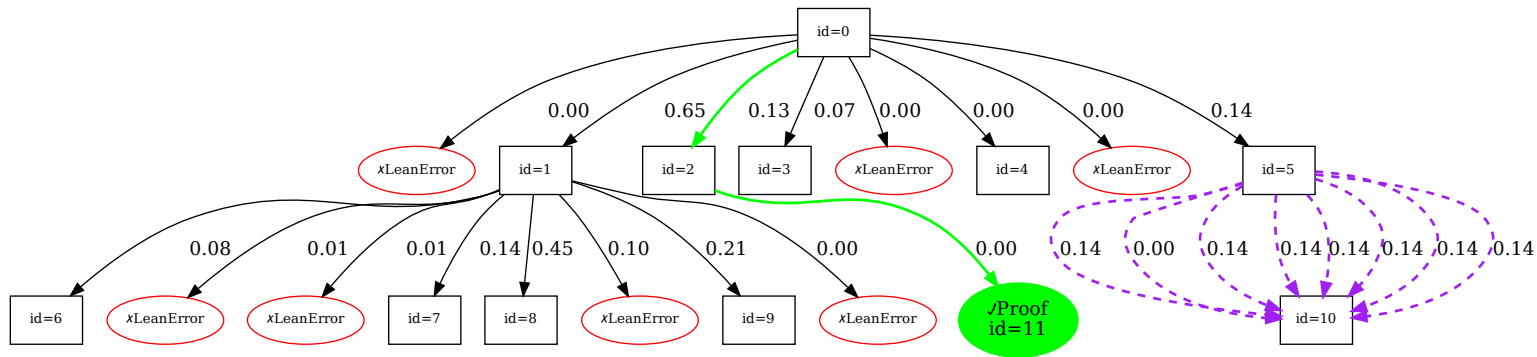 id=0
0.00
0.65
0.13
0.07
0.00
0.00
0.00
0.14
✗LeanError
id=1
id=2
id=3
✗LeanError
id=4
✗LeanError
id=5
0.08
0.01
0.01
0.14
0.45
0.10
0.21
0.00
0.00
0.14
0.00
0.14
0.14
0.14
0.14
0.14
0.14
id=6
✗LeanError
✗LeanError
id=7
id=8
✗LeanError
id=9
✗LeanError
✓Proof
id=11
id=10